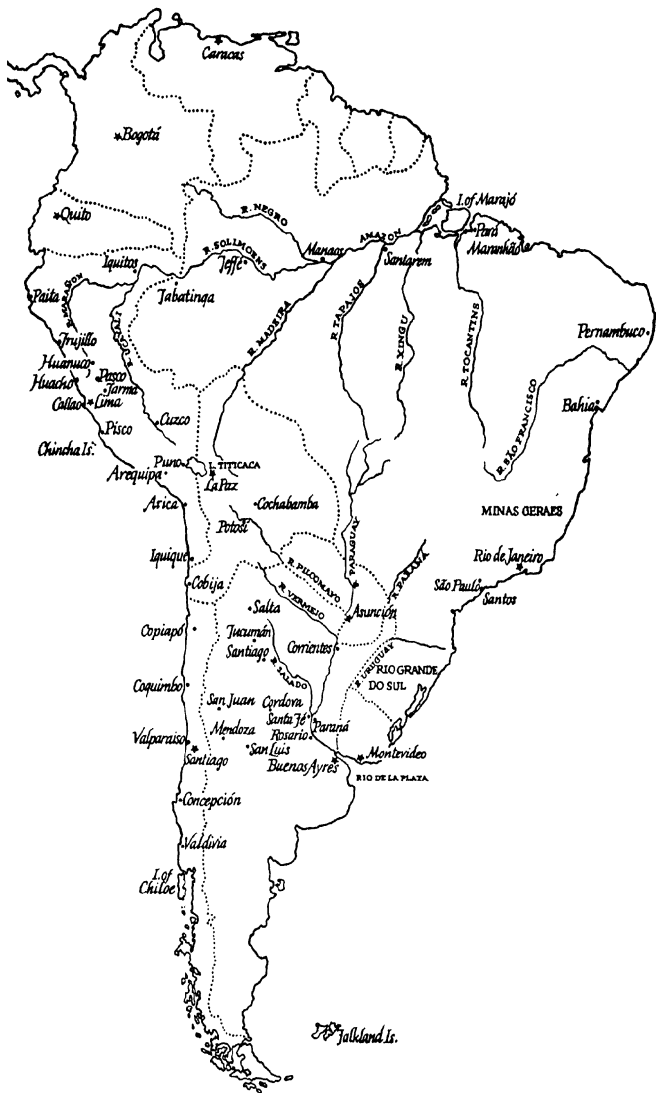 Caracas
Bogotá
I. of Marajó
R. NEGRO
Quito
AMAZON
Pará
Maranhão
R. SOLIMOENS
Manaos
Santarem
Iquitos
Teffé
Tabatinga
R. MARAÑON
Paita
R. UCAYALI
R. MADEIRA
R. TAPAJOS
R. XINGU
R. TOCANTINS
Trujillo
Pernambuco
Huanuco
Pasco
Huacho
Tarma
Callao
Lima
R. SÃO FRANCISCO
Bahia
Pisco
Cuzco
Chincha Is.
Puno
L. TITICACA
Arequipa
La Paz
Arica
Cochabamba
MINAS GERAES
Potosi
R. PARAGUAY
Iquique
R. PILCOMAYO
Rio de Janeiro
Cobija
R. PARANA
São Paulo
Santos
R. VERMEJO
Salta
Asunción
Copiapó
Tucumán
Corrientes
Santiago
R. URUGUAY
RIO GRANDE
DO SUL
R. SALADO
Coquimbo
San Juan
Cordova
Santa Fé
Paraná
Mendoza
Rosario
Valparaiso
San Luis
Montevideo
Santiago
Buenos Ayres
RIO DE LA PLATA
Concepción
Valdivia
I. of
Chiloe
Falkland Is.